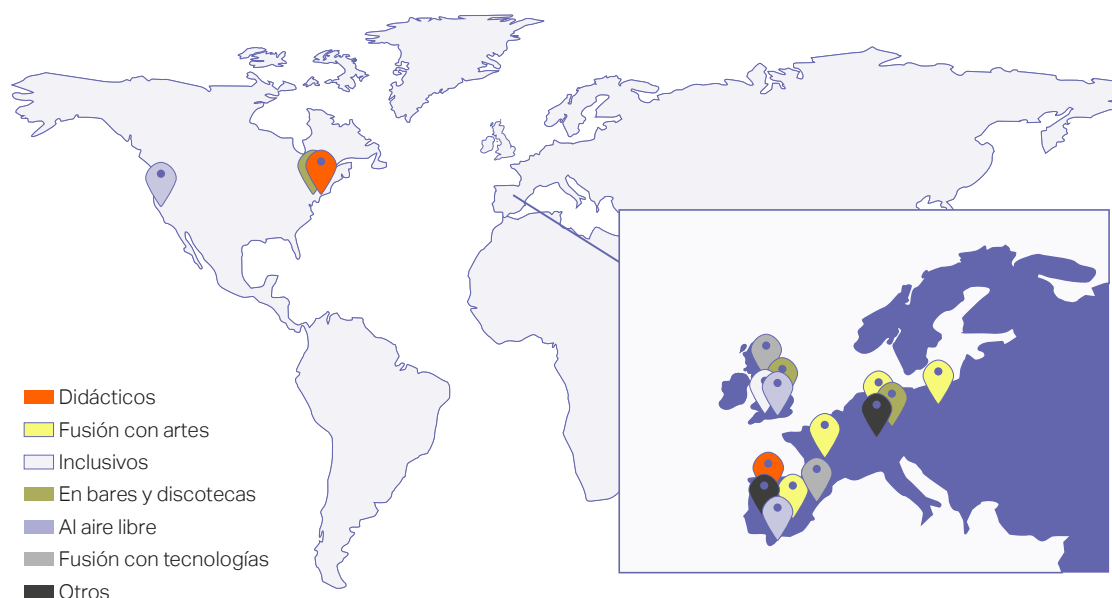 Didácticos
Fusión con artes
Inclusivos
En bares y discotecas
Al aire libre
Fusión con tecnologías
Otros